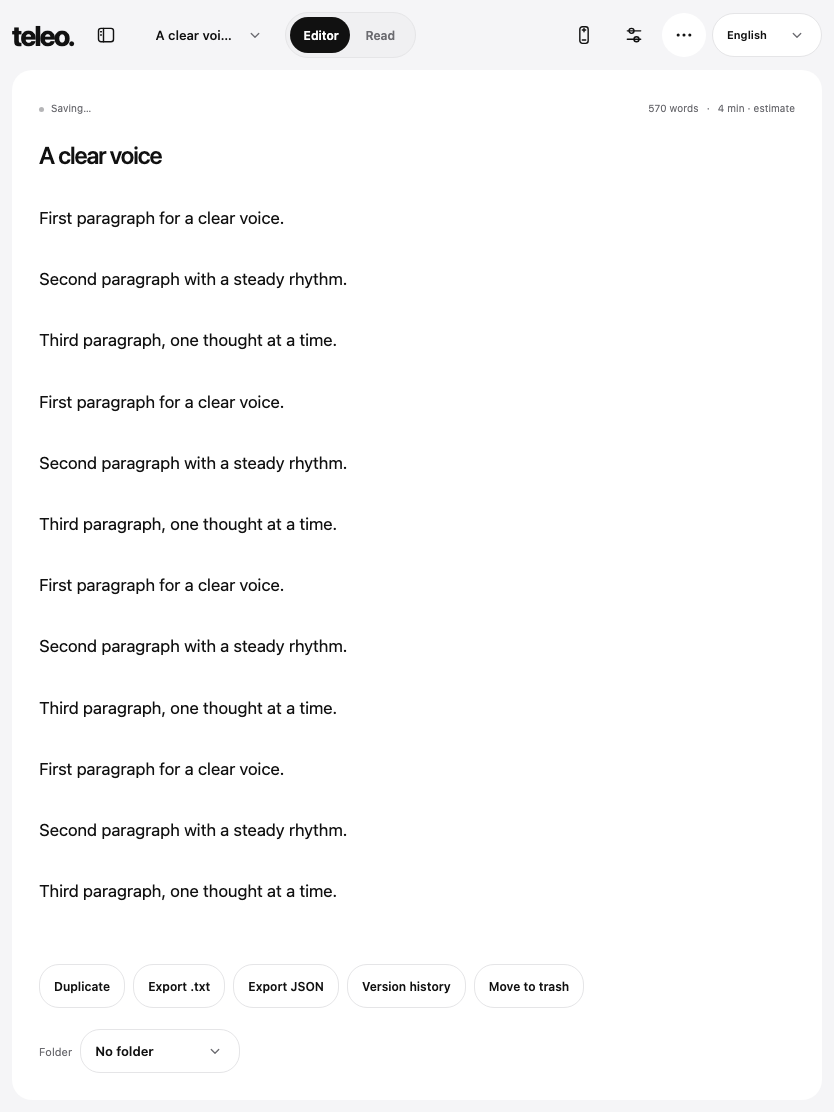 teleo.
A clear voi...
Editor
Read
English
Saving...
570 words · 4 min · estimate
A clear voice
First paragraph for a clear voice.
Second paragraph with a steady rhythm.
Third paragraph, one thought at a time.
First paragraph for a clear voice.
Second paragraph with a steady rhythm.
Third paragraph, one thought at a time.
First paragraph for a clear voice.
Second paragraph with a steady rhythm.
Third paragraph, one thought at a time.
First paragraph for a clear voice.
Second paragraph with a steady rhythm.
Third paragraph, one thought at a time.
Duplicate
Export .txt
Export JSON
Version history
Move to trash
Folder
No folder